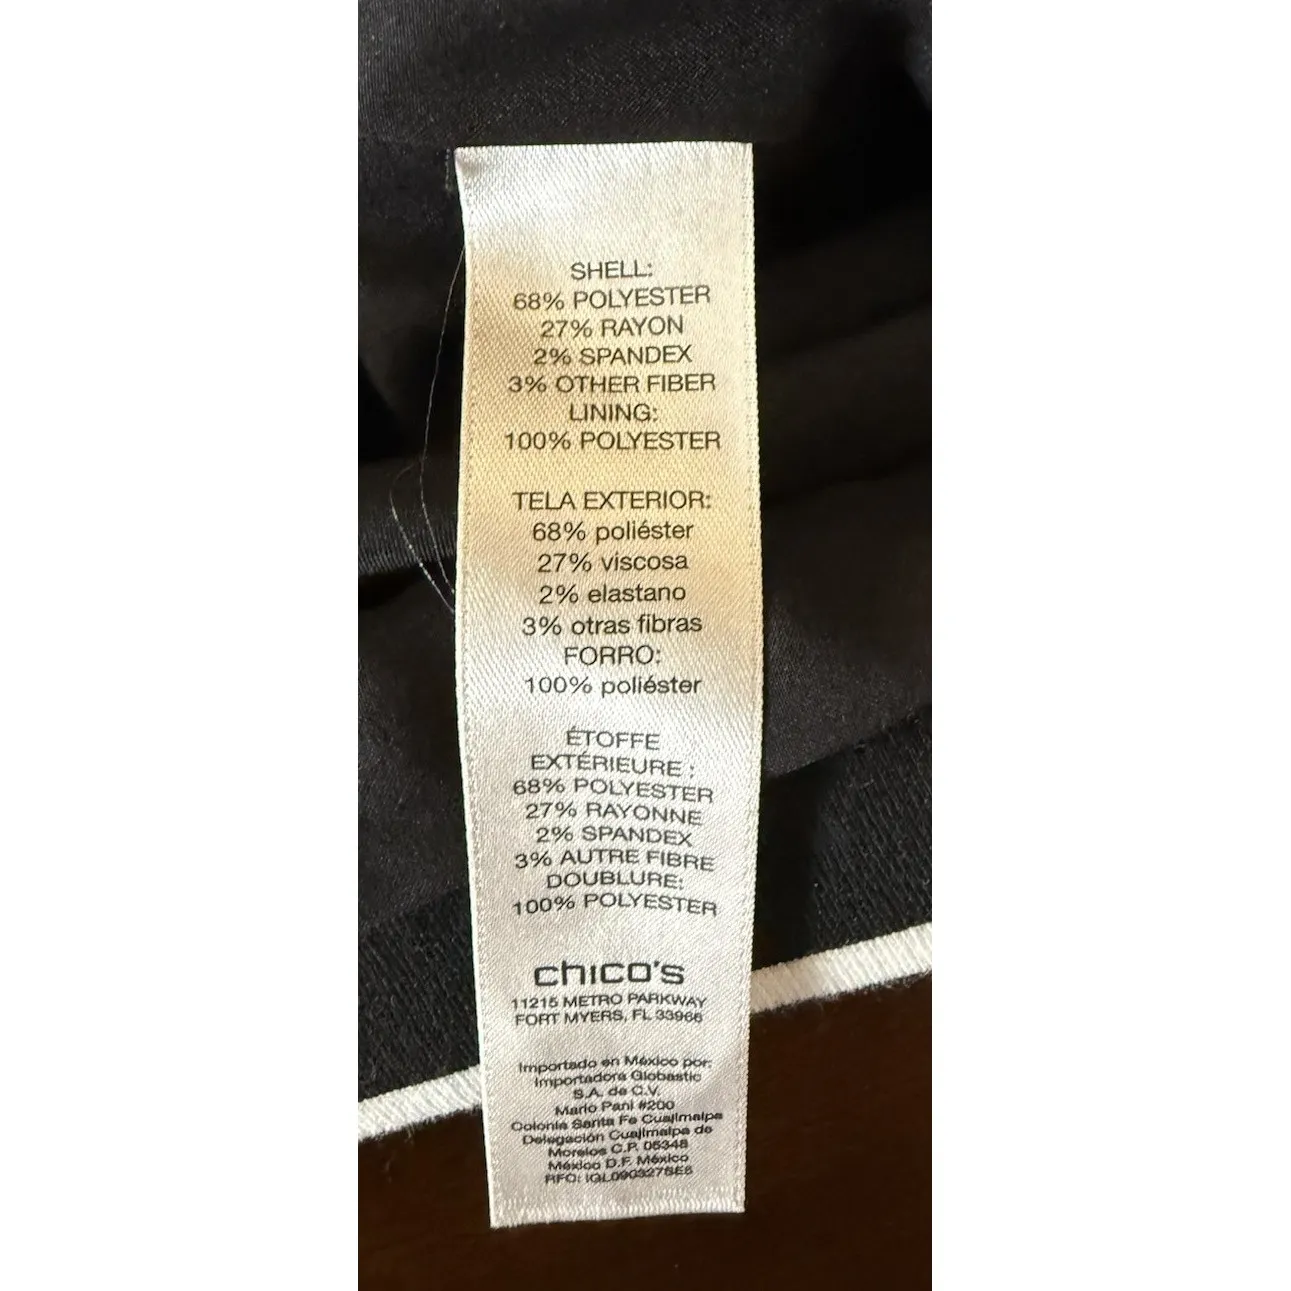 SHELL:
68% POLYESTER
27% RAYON
2% SPANDEX
3% OTHER FIBER
LINING:
100% POLYESTER
TELA EXTERIOR:
68% poliéster
27% viscosa
2% elastano
3% otras fibras
FORRO:
100% poliéster
ÉTOFFE
EXTÉRIEURE :
68% POLYESTER
27% RAYONNE
2% SPANDEX
3% AUTRE FIBRE
DOUBLURE:
100% POLYESTER
chico's
11215 METRO PARKWAY
FORT MYERS, FL 33966
Importado en México por:
Importadora Globastic
S.A. de C.V.
Mario Pani #200
Colonia Santa Fe Cuajimalpa
Delegación Cuajimalpa de
Morelos C.P. 05348
México D.F. México
RFC: